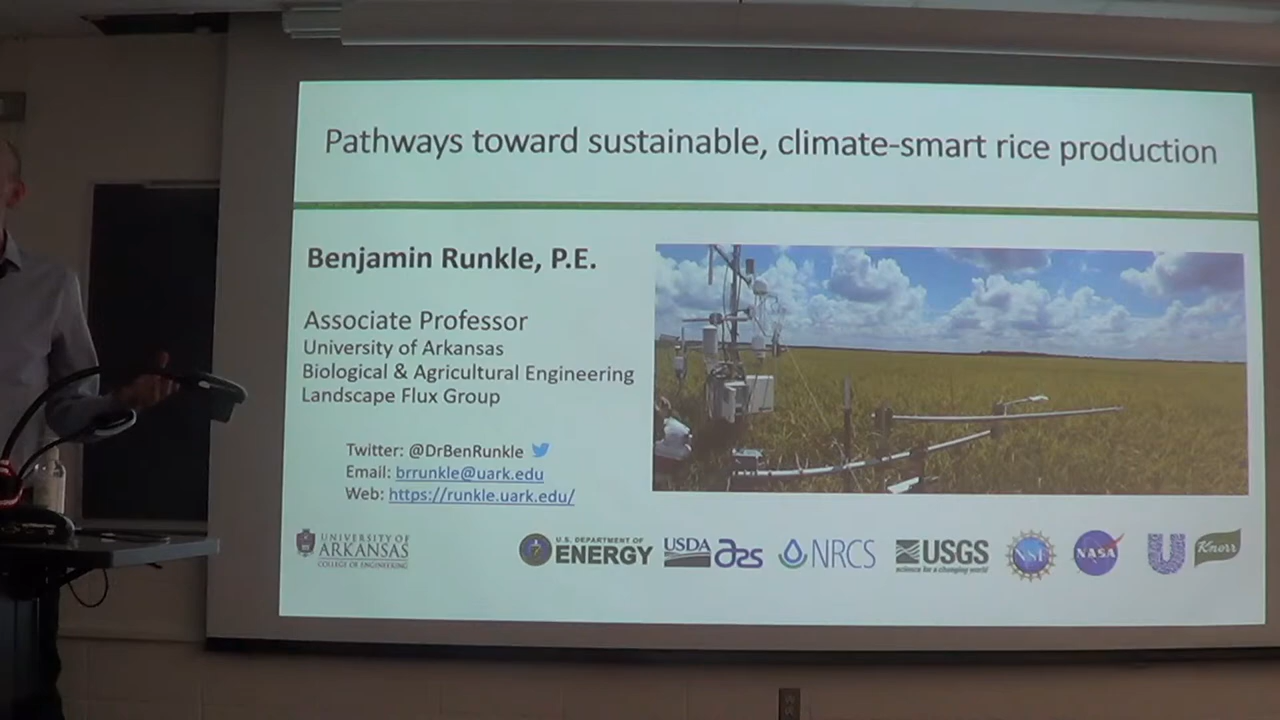 Pathways toward sustainable, climate-smart rice production
Benjamin Runkle, P.E.
Associate Professor
University of Arkansas
Biological & Agricultural Engineering
Landscape Flux Group
Twitter: @DrBenRunkle
Email: brrunkle@uark.edu
Web: https://runkle.uark.edu/
UNIVERSITY OF
ARKANSAS
COLLEGE OF ENGINEERING
U.S. DEPARTMENT OF
ENERGY
USDA
ars
NRCS
USGS
science for a changing world
NSF
NASA
U
Knorr